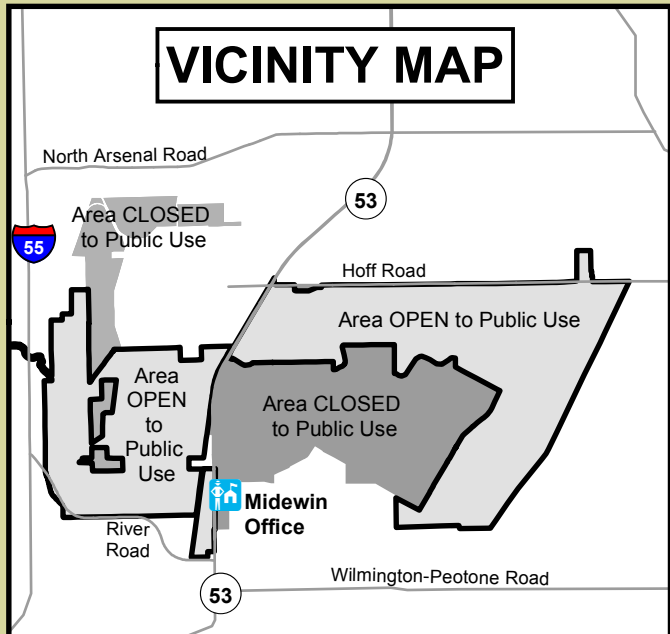 VICINITY MAP
North Arsenal Road
53
Area CLOSED
to Public Use
55
Hoff Road
Area OPEN to Public Use
Area
OPEN
to
Public
Use
Area CLOSED
to Public Use
Midewin
Office
River
Road
Wilmington-Peotone Road
53